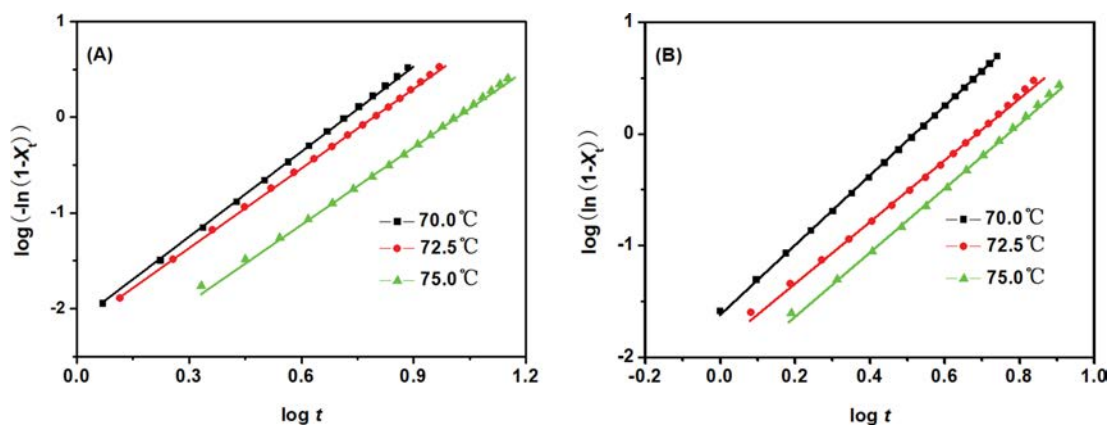 (A)
log (-ln (1-Xt))
1
0
-1
-2
70.0℃
72.5℃
75.0℃
0.0 0.3 0.6 0.9 1.2
log t
(B)
log (ln (1-Xt))
1
0
-1
-2
70.0℃
72.5℃
75.0℃
-0.2 0.0 0.2 0.4 0.6 0.8 1.0
log t